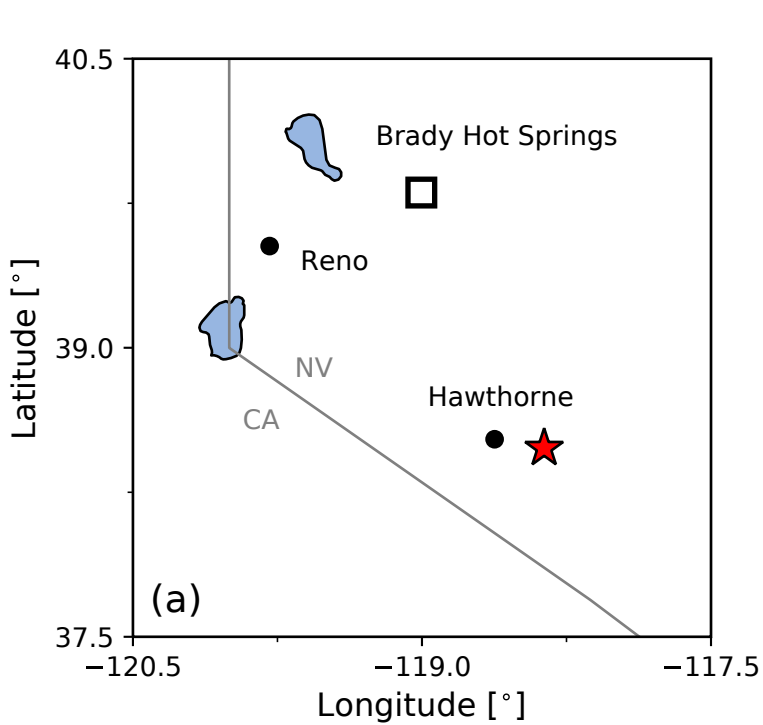 40.5
Brady Hot Springs
Reno
39.0
NV
Hawthorne
CA
(a)
37.5
−120.5
−119.0
−117.5
Latitude [°]
Longitude [°]